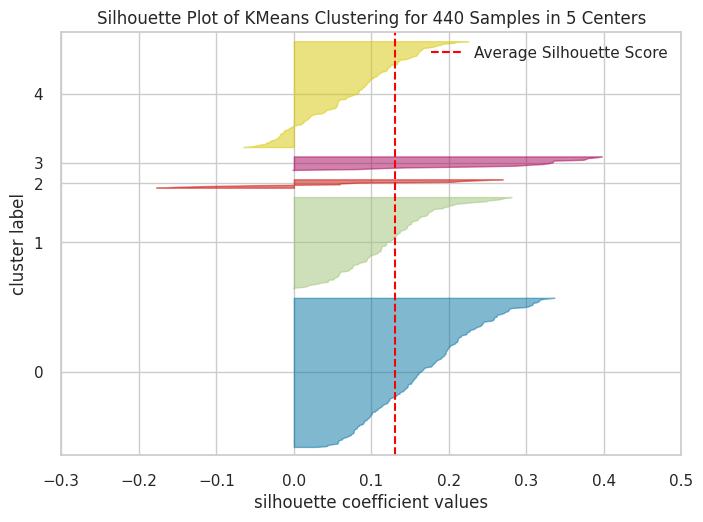 Silhouette Plot of KMeans Clustering for 440 Samples in 5 Centers
Average Silhouette Score
4
3
2
1
0
cluster label
−0.3 −0.2 −0.1 0.0 0.1 0.2 0.3 0.4 0.5
silhouette coefficient values